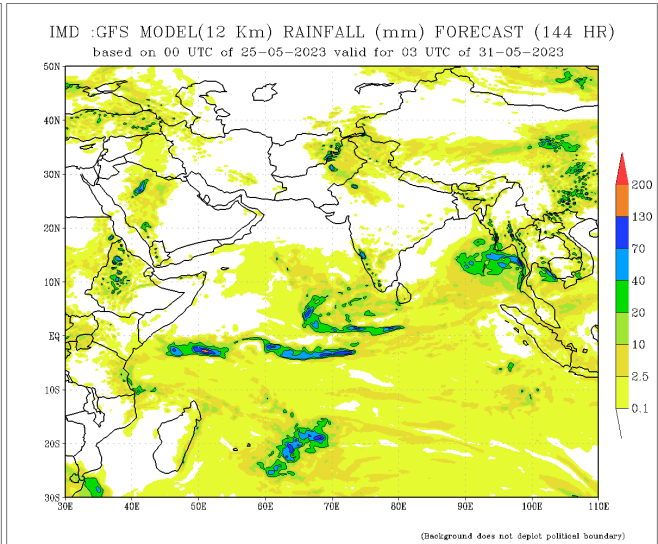 IMD :GFS MODEL(12 Km) RAINFALL (mm) FORECAST (144 HR)
based on 00 UTC of 25-05-2023 valid for 03 UTC of 31-05-2023
50N
40N
30N
20N
10N
EQ
10S
20S
30S
30E 40E 50E 60E 70E 80E 90E 100E 110E
200
130
70
40
20
10
2.5
0.1
(Background does not depict political boundary)